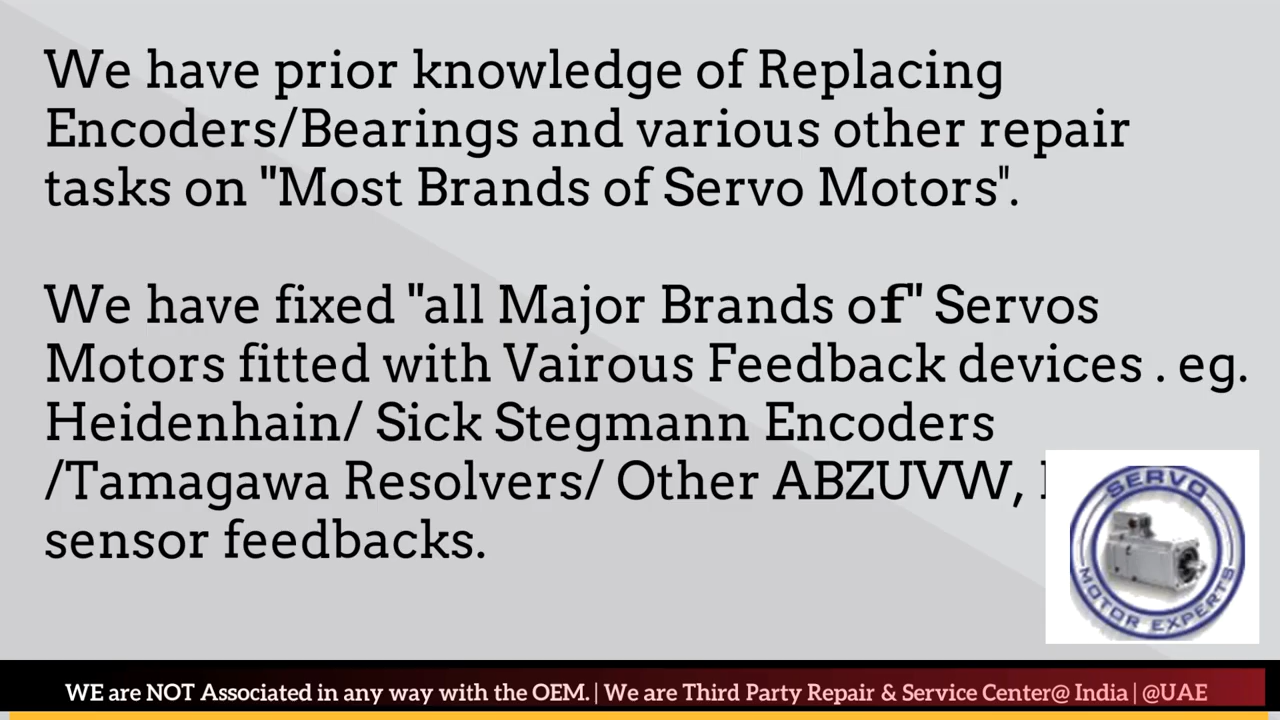 We have prior knowledge of Replacing
Encoders/Bearings and various other repair
tasks on "Most Brands of Servo Motors".
We have fixed "all Major Brands of" Servos
Motors fitted with Vairous Feedback devices . eg.
Heidenhain/ Sick Stegmann Encoders
/Tamagawa Resolvers/ Other ABZUVW,
sensor feedbacks.
SERVO
MOTOR EXPERTS
WE are NOT Associated in any way with the OEM. | We are Third Party Repair & Service Center@ India | @UAE